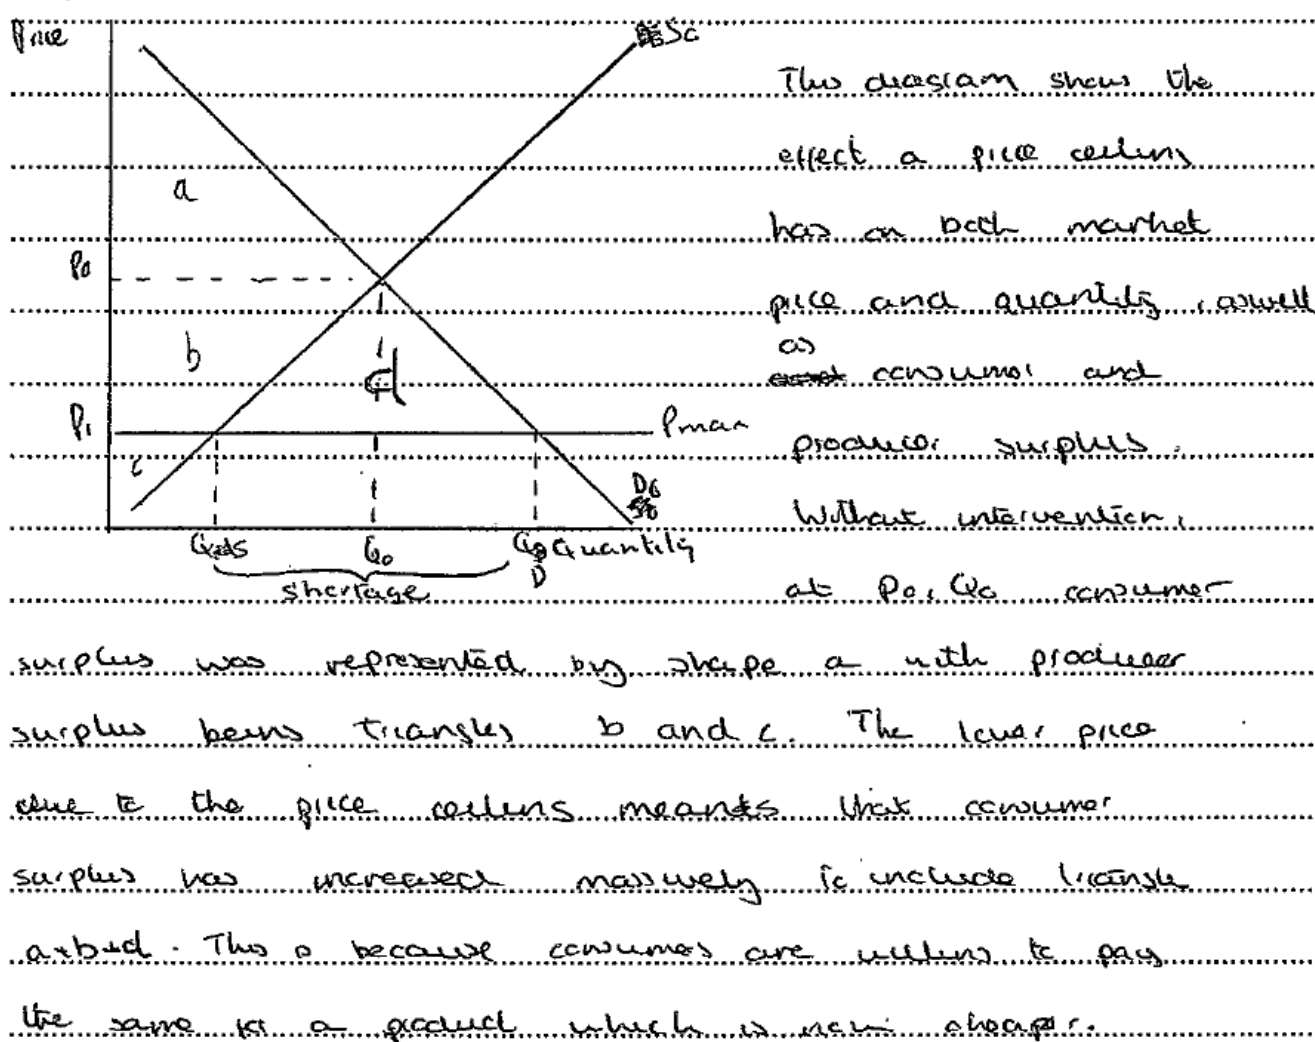 Price
S0
a
P0
b
d
P1
Pmax
c
D0
QS
Q0
QD
Quantity
shortage
This diagram shows the
effect a price ceiling
has on both market
price and quantity, aswell
as consumer and
producer surplus.
Without intervention,
at P0, Q0 consumer
surplus was represented by shape a with producer
surplus being triangles b and c. The lower price
due to the price ceiling means that consumer
surplus has increased massively to include triangle
a+b+d. This is because consumers are willing to pay
the same for a product which is now cheaper.